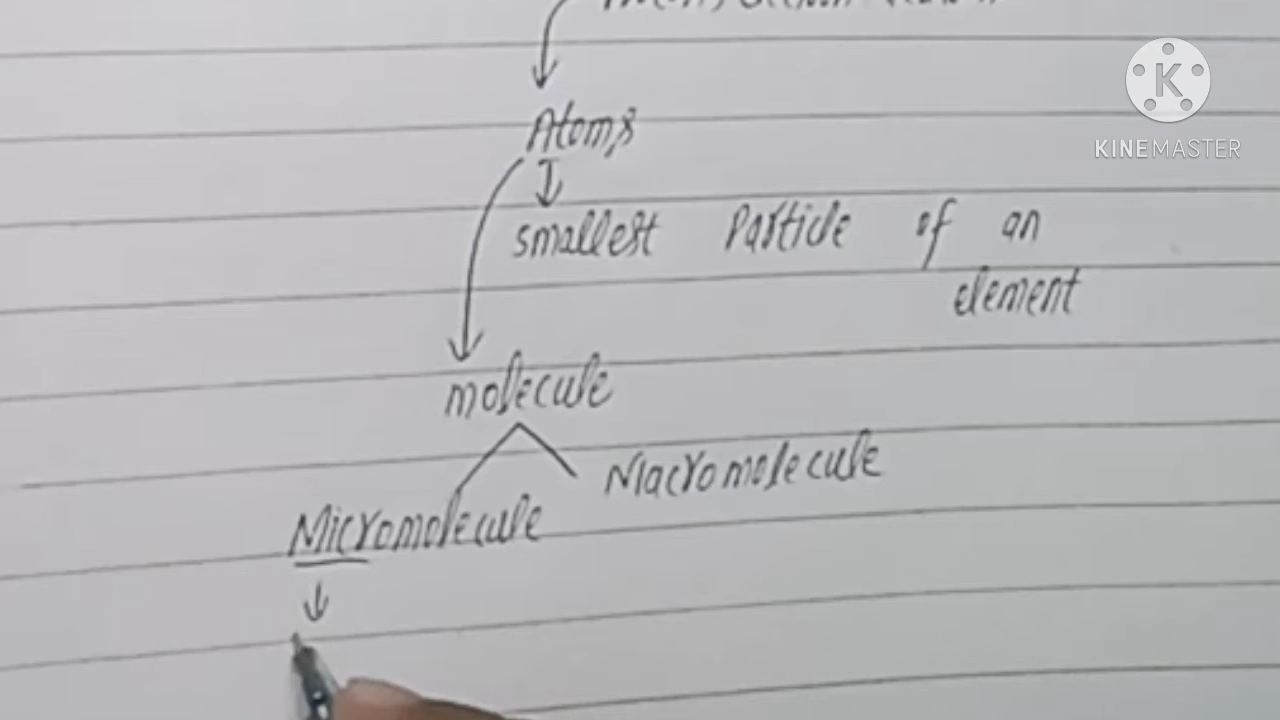 K
KINEMASTER
Atoms
smallest Particle of an
element
molecule
Macromolecule
Micromolecule